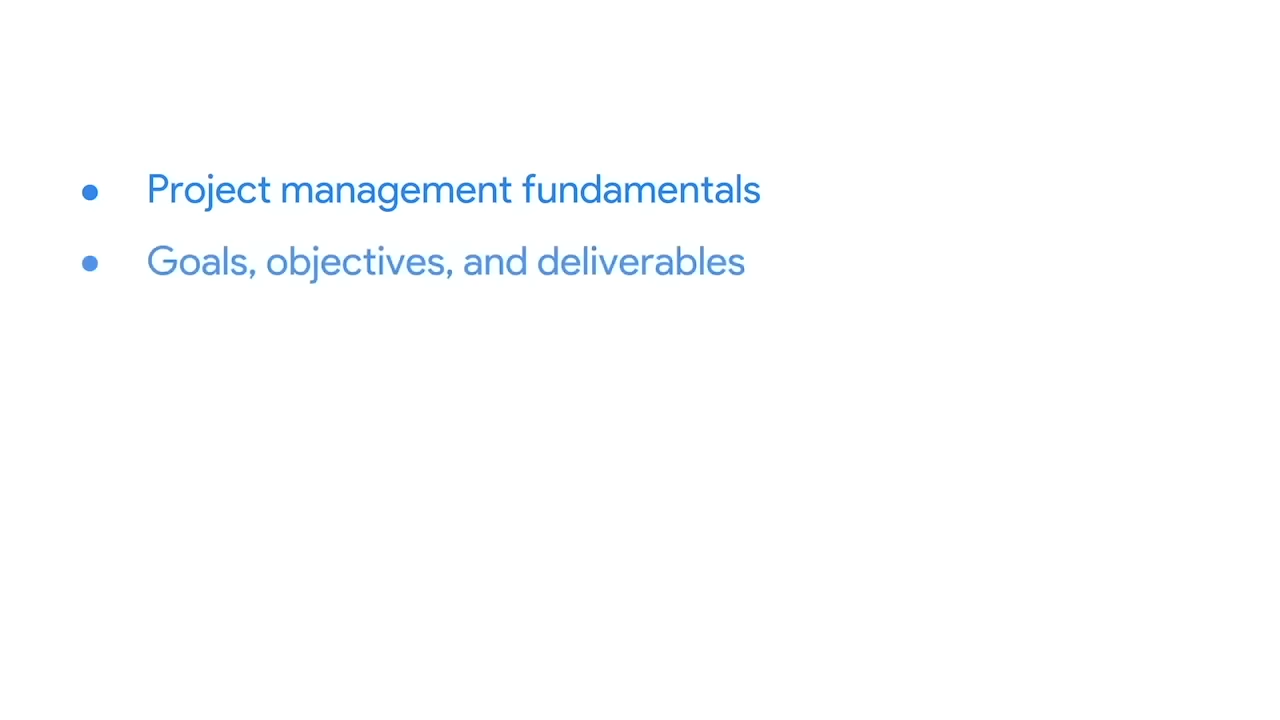 ● Project management fundamentals
● Goals, objectives, and deliverables